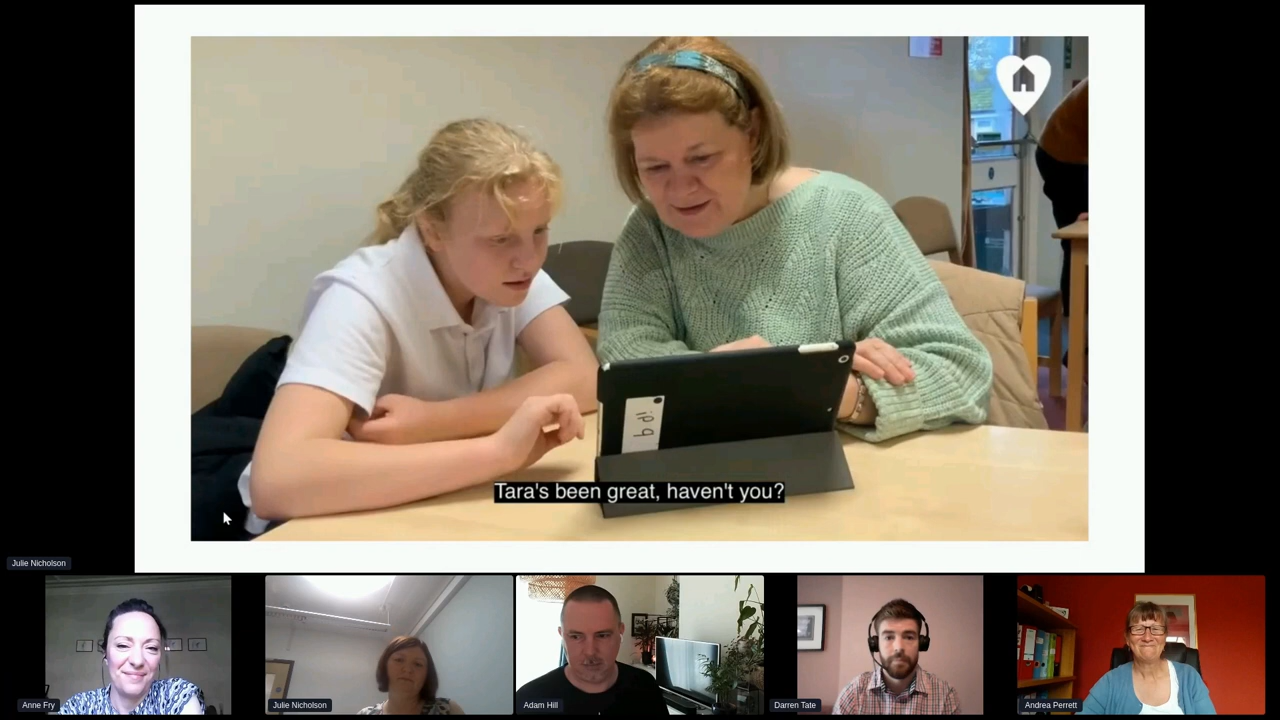 Tara's been great, haven't you?
Julie Nicholson
Anne Fry
Julie Nicholson
Adam Hill
Darren Tate
Andrea Perrett